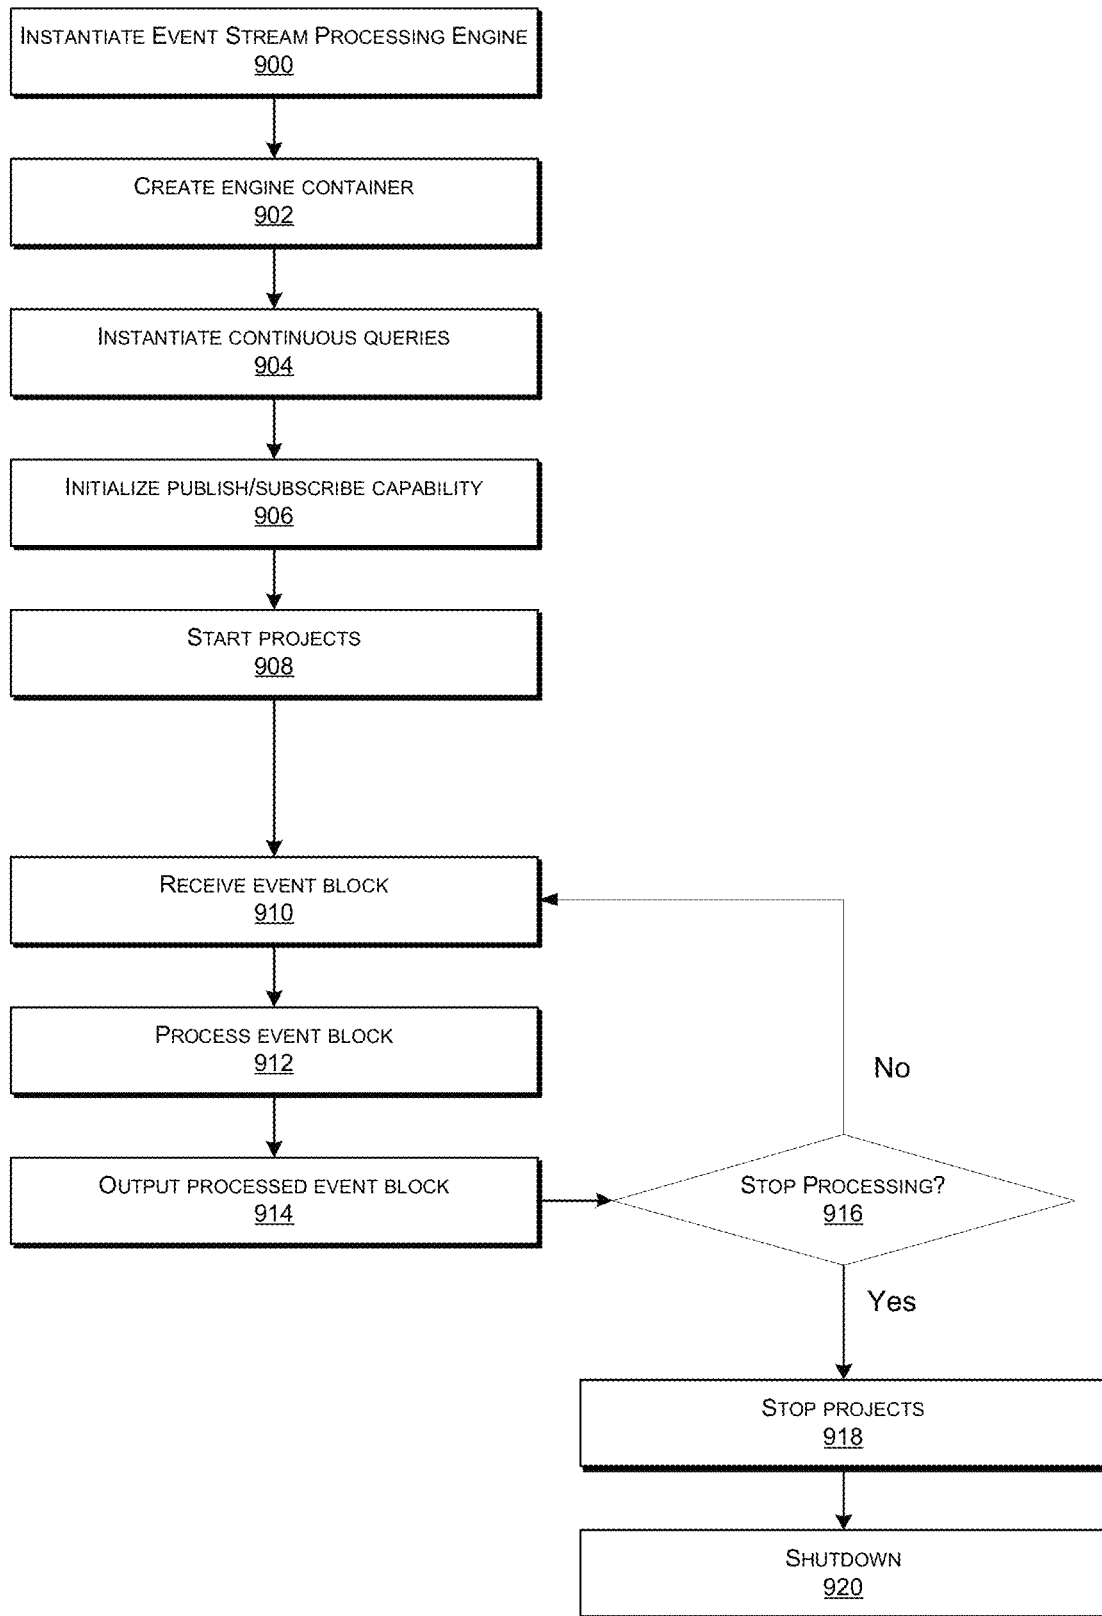 INSTANTIATE EVENT STREAM PROCESSING ENGINE
900
CREATE ENGINE CONTAINER
902
INSTANTIATE CONTINUOUS QUERIES
904
INITIALIZE PUBLISH/SUBSCRIBE CAPABILITY
906
START PROJECTS
908
RECEIVE EVENT BLOCK
910
PROCESS EVENT BLOCK
912
OUTPUT PROCESSED EVENT BLOCK
914
No
STOP PROCESSING?
916
Yes
STOP PROJECTS
918
SHUTDOWN
920